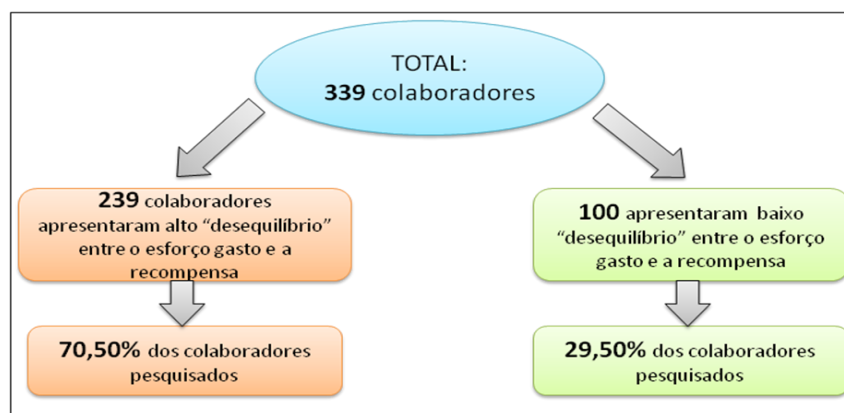 TOTAL:
339 colaboradores
239 colaboradores
apresentaram alto “desequilíbrio”
entre o esforço gasto e a
recompensa
100 apresentaram baixo
“desequilíbrio” entre o esforço
gasto e a recompensa
70,50% dos colaboradores
pesquisados
29,50% dos colaboradores
pesquisados